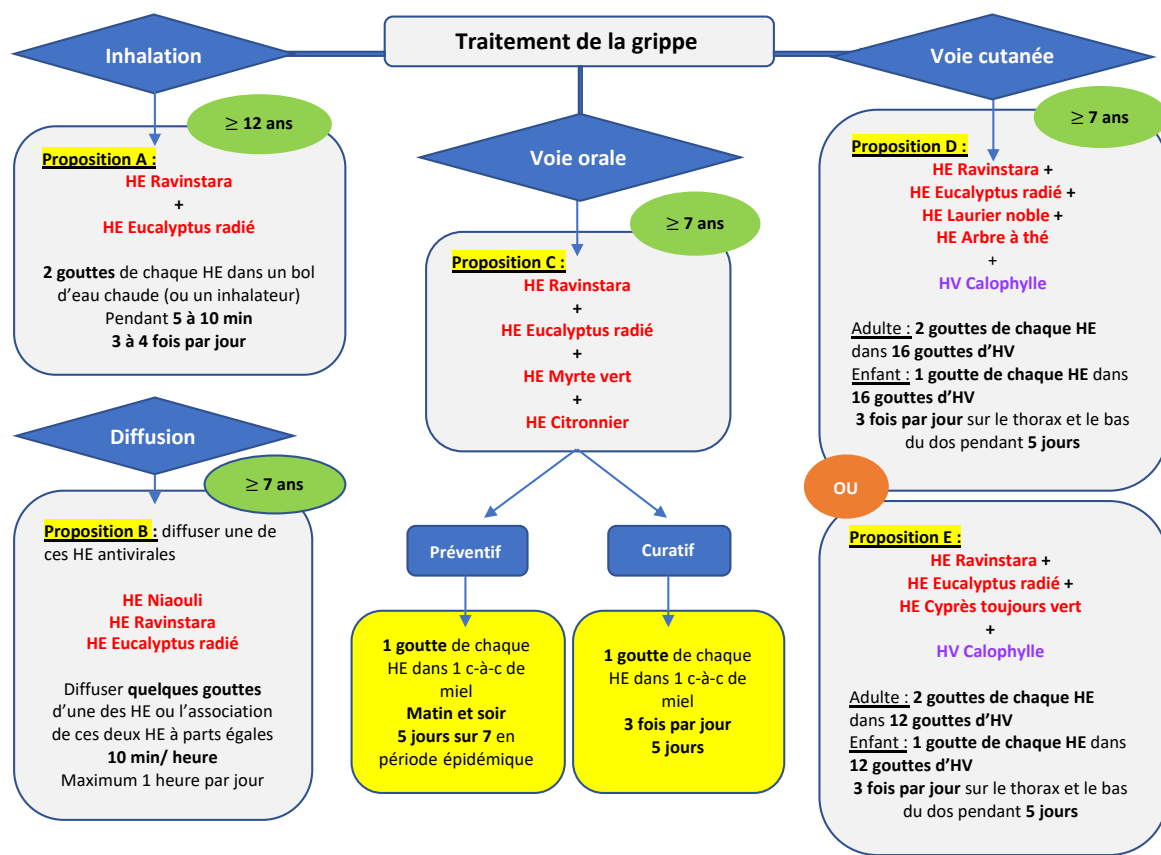 Traitement de la grippe
Inhalation
≥ 12 ans
Proposition A :
HE Ravinstara
+
HE Eucalyptus radié
2 gouttes de chaque HE dans un bol
d’eau chaude (ou un inhalateur)
Pendant 5 à 10 min
3 à 4 fois par jour
Diffusion
≥ 7 ans
Proposition B : diffuser une de
ces HE antivirales
HE Niaouli
HE Ravinstara
HE Eucalyptus radié
Diffuser quelques gouttes
d’une des HE ou l’association
de ces deux HE à parts égales
10 min/ heure
Maximum 1 heure par jour
Voie orale
≥ 7 ans
Proposition C :
HE Ravinstara
+
HE Eucalyptus radié
+
HE Myrte vert
+
HE Citronnier
Préventif
1 goutte de chaque
HE dans 1 c-à-c de
miel
Matin et soir
5 jours sur 7 en
période épidémique
Curatif
1 goutte de chaque
HE dans 1 c-à-c de
miel
3 fois par jour
5 jours
Voie cutanée
≥ 7 ans
Proposition D :
HE Ravinstara +
HE Eucalyptus radié +
HE Laurier noble +
HE Arbre à thé
+
HV Calophylle
Adulte : 2 gouttes de chaque HE
dans 16 gouttes d’HV
Enfant : 1 goutte de chaque HE dans
16 gouttes d’HV
3 fois par jour sur le thorax et le bas
du dos pendant 5 jours
OU
Proposition E :
HE Ravinstara +
HE Eucalyptus radié +
HE Cyprès toujours vert
+
HV Calophylle
Adulte : 2 gouttes de chaque HE
dans 12 gouttes d’HV
Enfant : 1 goutte de chaque HE dans
12 gouttes d’HV
3 fois par jour sur le thorax et le bas
du dos pendant 5 jours